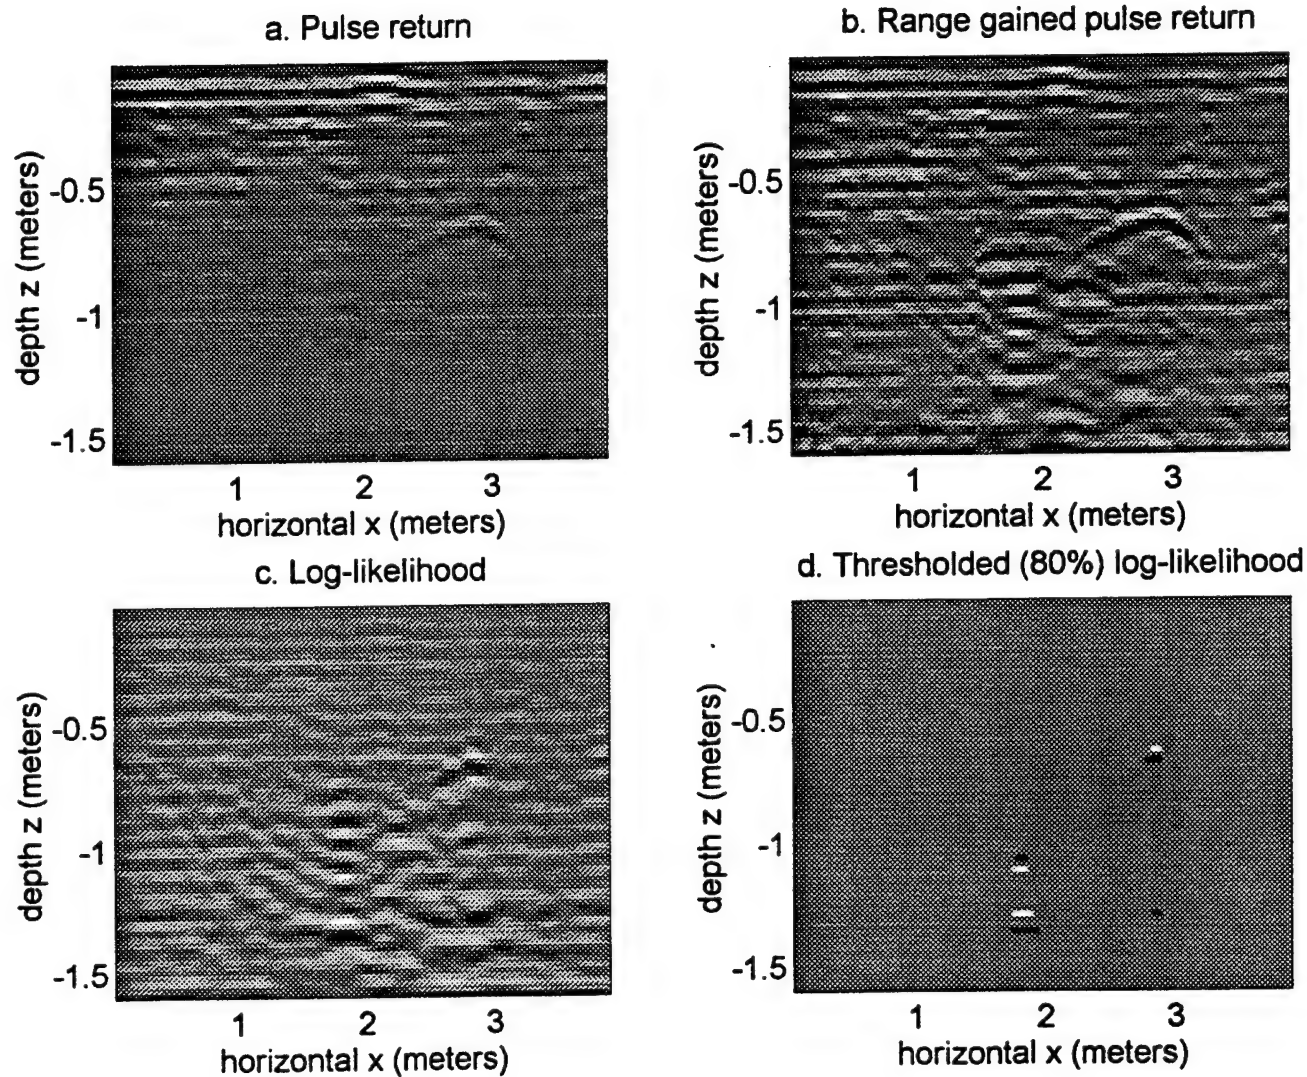 a. Pulse return
depth z (meters)
-0.5
-1
-1.5
1 2 3
horizontal x (meters)
b. Range gained pulse return
depth z (meters)
-0.5
-1
-1.5
1 2 3
horizontal x (meters)
c. Log-likelihood
depth z (meters)
-0.5
-1
-1.5
1 2 3
horizontal x (meters)
d. Thresholded (80%) log-likelihood
depth z (meters)
-0.5
-1
-1.5
1 2 3
horizontal x (meters)